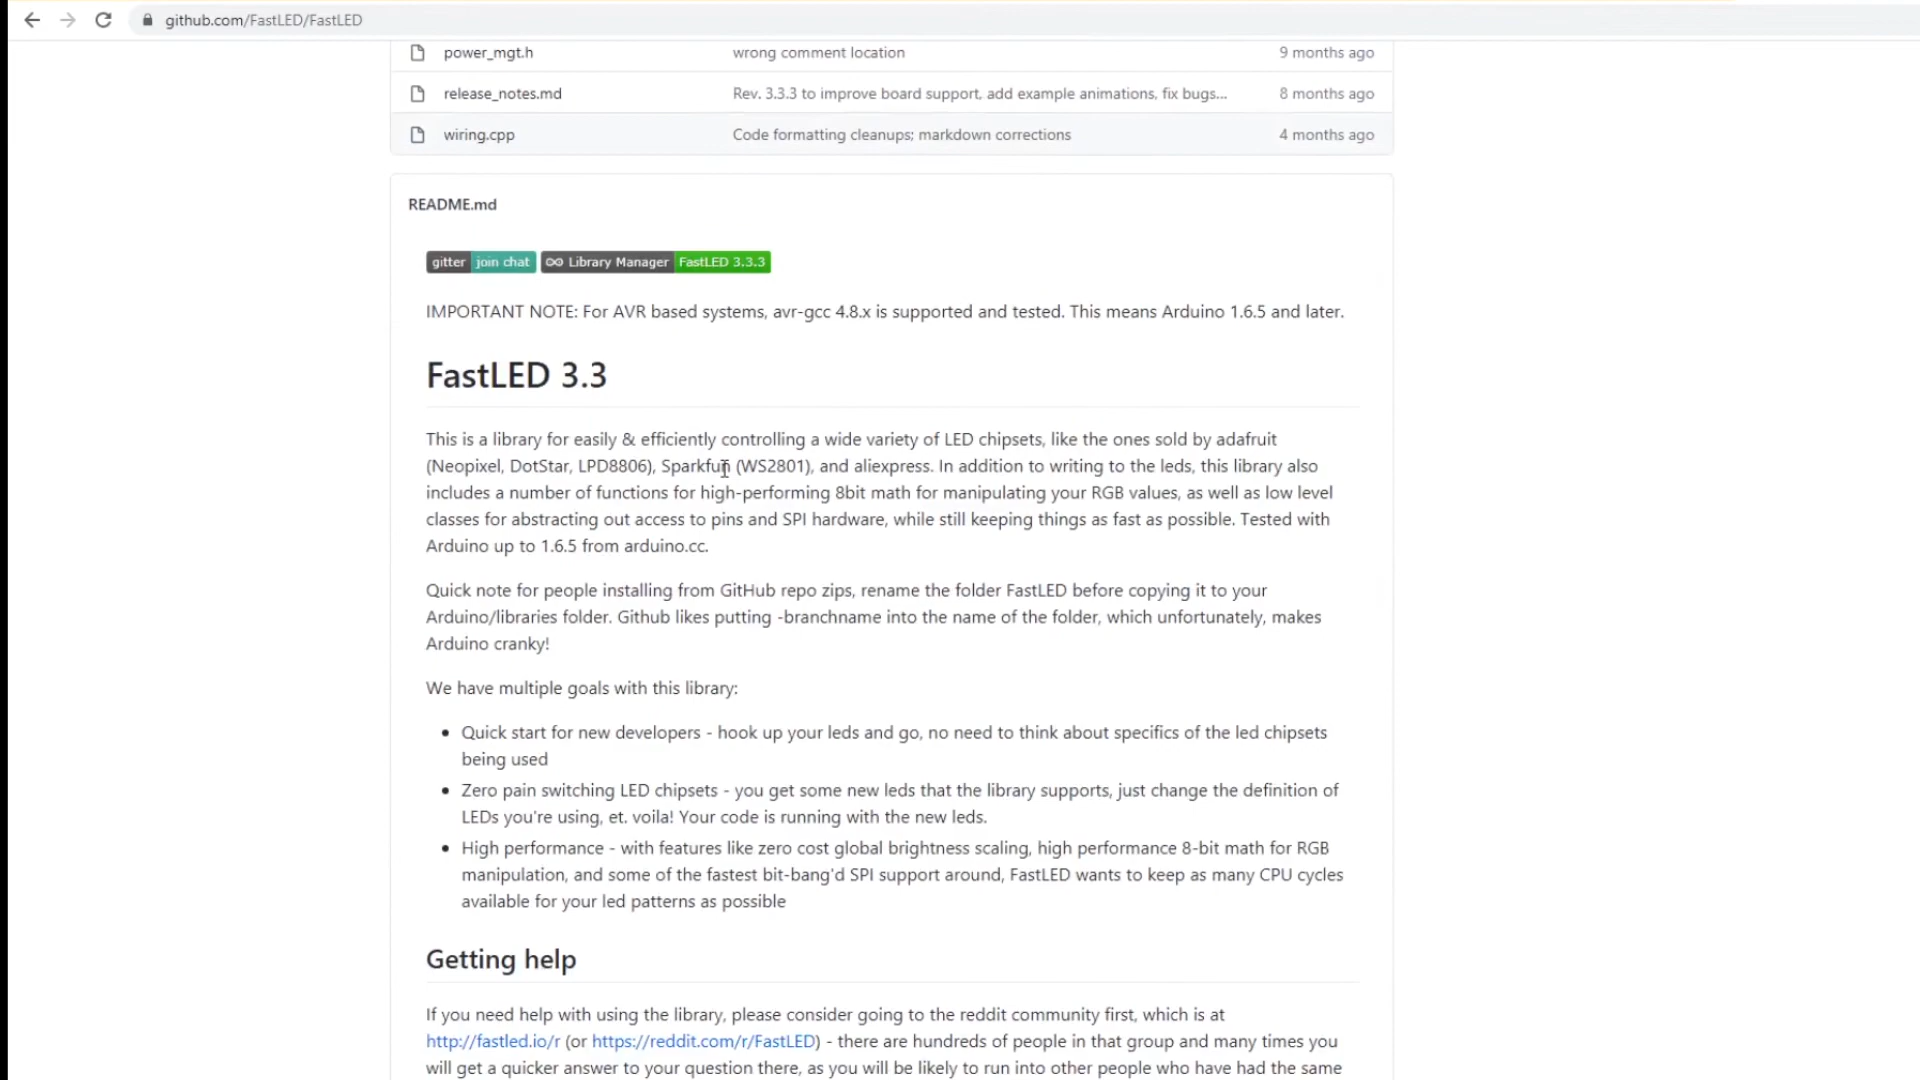 github.com/FastLED/FastLED
power_mgt.h wrong comment location 9 months ago
release_notes.md Rev. 3.3.3 to improve board support, add example animations, fix bugs... 8 months ago
wiring.cpp Code formatting cleanups; markdown corrections 4 months ago
README.md
gitter join chat Library Manager FastLED 3.3.3
IMPORTANT NOTE: For AVR based systems, avr-gcc 4.8.x is supported and tested. This means Arduino 1.6.5 and later.
FastLED 3.3
This is a library for easily & efficiently controlling a wide variety of LED chipsets, like the ones sold by adafruit
(Neopixel, DotStar, LPD8806), Sparkfun (WS2801), and aliexpress. In addition to writing to the leds, this library also
includes a number of functions for high-performing 8bit math for manipulating your RGB values, as well as low level
classes for abstracting out access to pins and SPI hardware, while still keeping things as fast as possible. Tested with
Arduino up to 1.6.5 from arduino.cc.
Quick note for people installing from GitHub repo zips, rename the folder FastLED before copying it to your
Arduino/libraries folder. Github likes putting -branchname into the name of the folder, which unfortunately, makes
Arduino cranky!
We have multiple goals with this library:
• Quick start for new developers - hook up your leds and go, no need to think about specifics of the led chipsets
being used
• Zero pain switching LED chipsets - you get some new leds that the library supports, just change the definition of
LEDs you're using, et. voila! Your code is running with the new leds.
• High performance - with features like zero cost global brightness scaling, high performance 8-bit math for RGB
manipulation, and some of the fastest bit-bang'd SPI support around, FastLED wants to keep as many CPU cycles
available for your led patterns as possible
Getting help
If you need help with using the library, please consider going to the reddit community first, which is at
http://fastled.io/r (or https://reddit.com/r/FastLED) - there are hundreds of people in that group and many times you
will get a quicker answer to your question there, as you will be likely to run into other people who have had the same